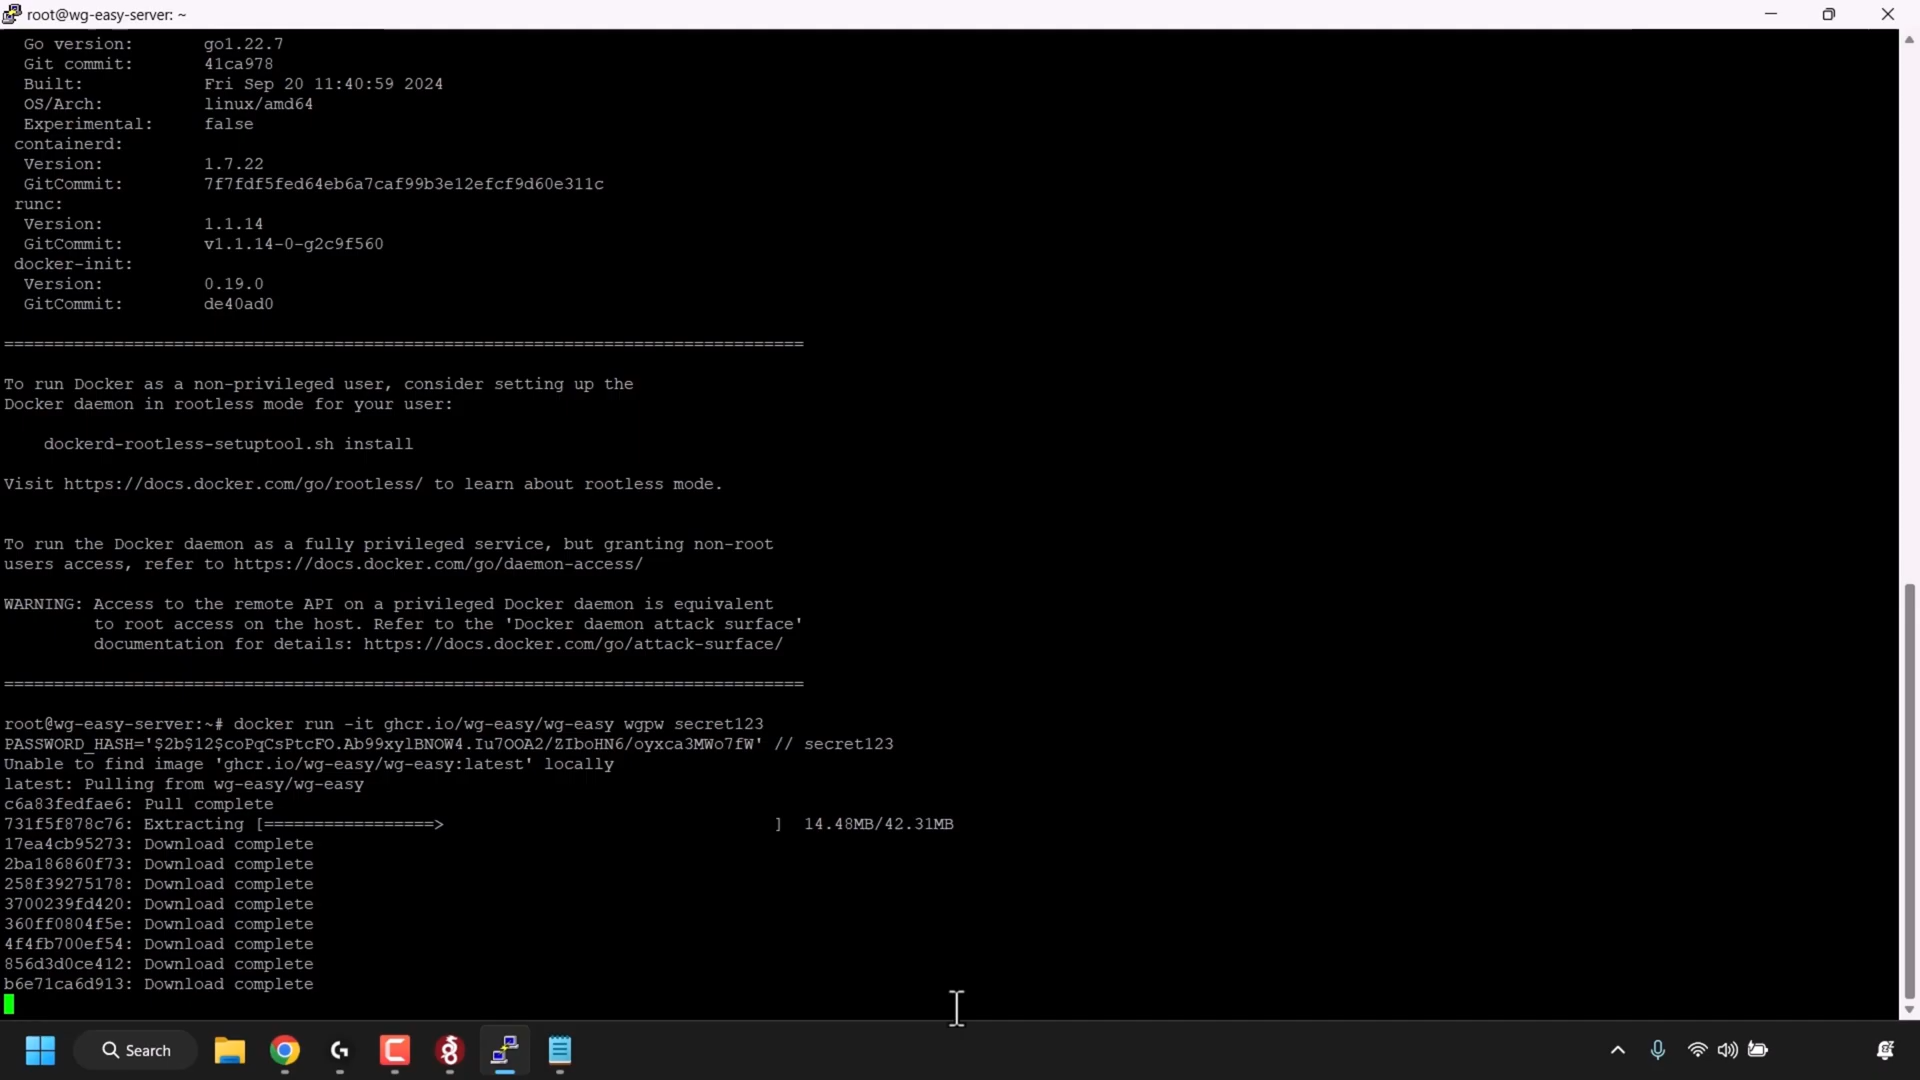 root@wg-easy-server: ~
Go version: go1.22.7
Git commit: 41ca978
Built: Fri Sep 20 11:40:59 2024
OS/Arch: linux/amd64
Experimental: false
containerd:
Version: 1.7.22
GitCommit: 7f7fdf5fed64eb6a7caf99b3e12efcf9d60e311c
runc:
Version: 1.1.14
GitCommit: v1.1.14-0-g2c9f560
docker-init:
Version: 0.19.0
GitCommit: de40ad0
================================================================================
To run Docker as a non-privileged user, consider setting up the
Docker daemon in rootless mode for your user:
dockerd-rootless-setuptool.sh install
Visit https://docs.docker.com/go/rootless/ to learn about rootless mode.
To run the Docker daemon as a fully privileged service, but granting non-root
users access, refer to https://docs.docker.com/go/daemon-access/
WARNING: Access to the remote API on a privileged Docker daemon is equivalent
to root access on the host. Refer to the 'Docker daemon attack surface'
documentation for details: https://docs.docker.com/go/attack-surface/
================================================================================
root@wg-easy-server:~# docker run -it ghcr.io/wg-easy/wg-easy wgpw secret123
PASSWORD_HASH='$2b$12$coPqCsPtcFO.Ab99xylBNOW4.Iu7OOA2/ZIboHN6/oyxca3MWo7fW' // secret123
Unable to find image 'ghcr.io/wg-easy/wg-easy:latest' locally
latest: Pulling from wg-easy/wg-easy
c6a83fedfae6: Pull complete
731f5f878c76: Extracting [=================> ] 14.48MB/42.31MB
17ea4cb95273: Download complete
2ba186860f73: Download complete
258f39275178: Download complete
3700239fd420: Download complete
360ff0804f5e: Download complete
4f4fb700ef54: Download complete
856d3d0ce412: Download complete
b6e71ca6d913: Download complete
Search